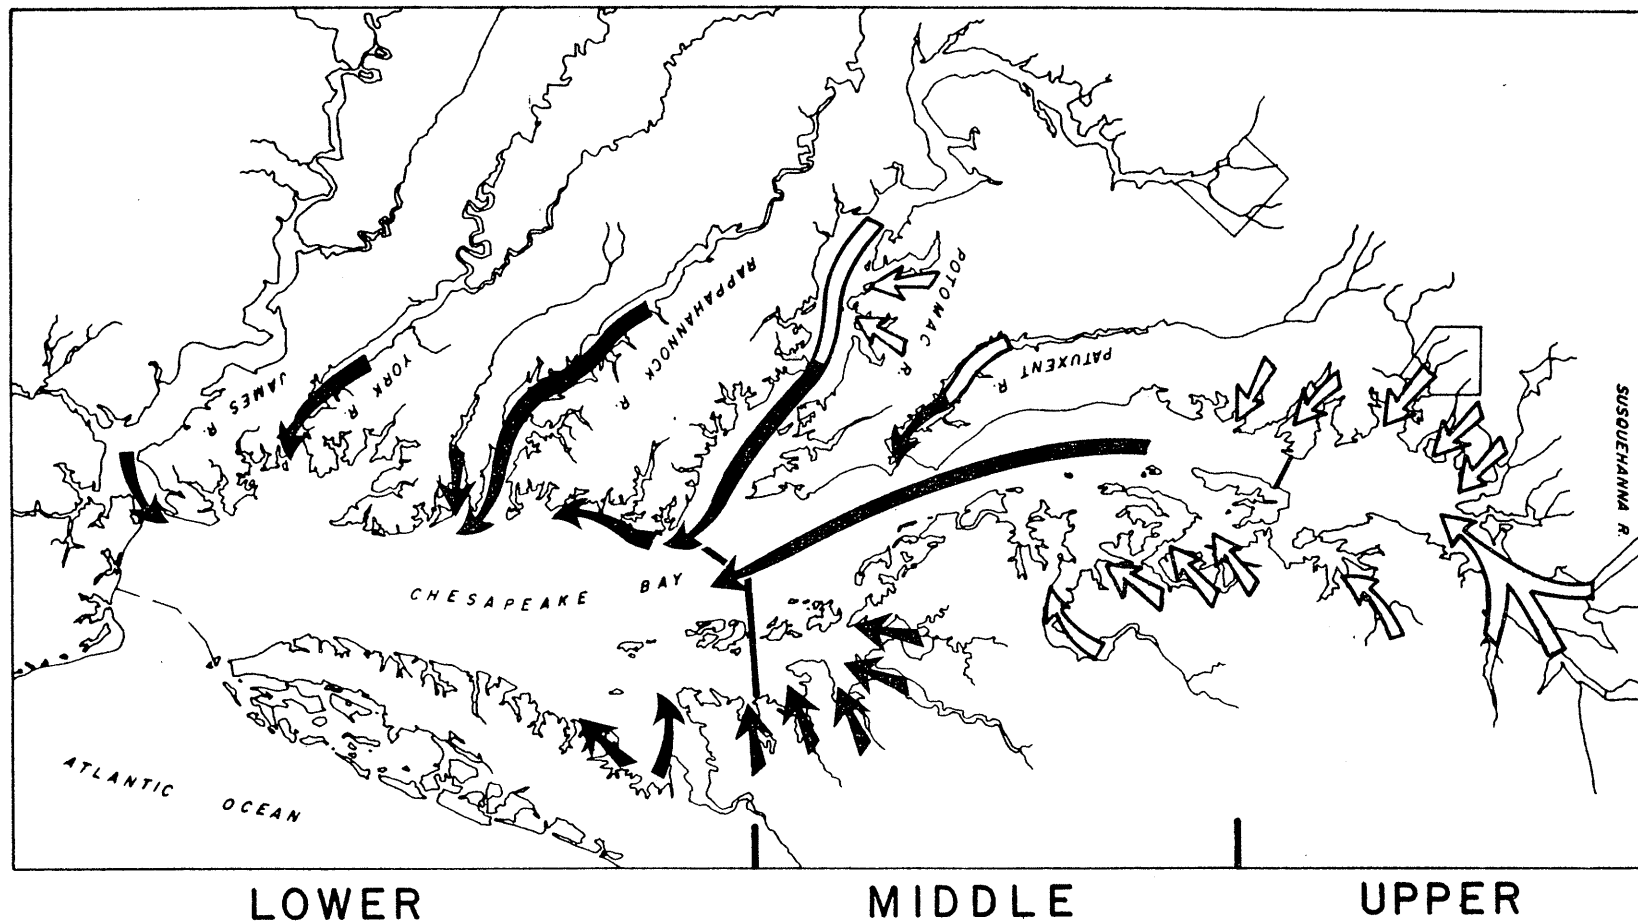 POTOMAC R.
RAPPAHANNOCK R.
PATUXENT R.
YORK R.
JAMES R.
SUSQUEHANNA R.
CHESAPEAKE BAY
ATLANTIC OCEAN
LOWER MIDDLE UPPER